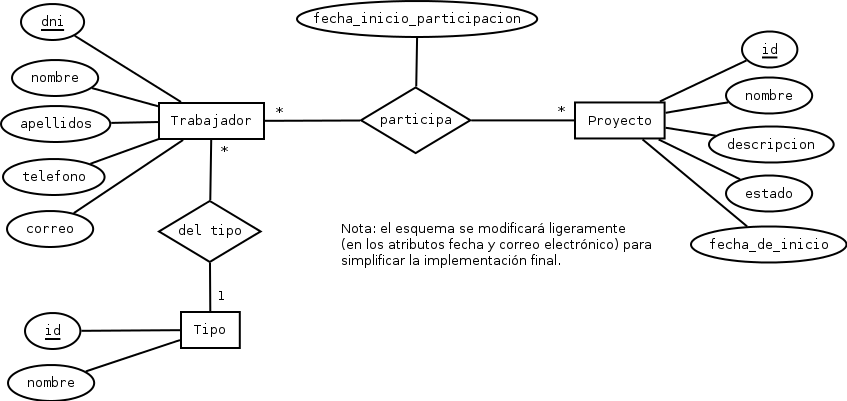 dni
fecha_inicio_participacion
id
nombre
nombre
apellidos
Trabajador
*
participa
*
Proyecto
descripcion
*
telefono
estado
correo
del tipo
Nota: el esquema se modificará ligeramente
(en los atributos fecha y correo electrónico) para
simplificar la implementación final.
fecha_de_inicio
1
id
Tipo
nombre